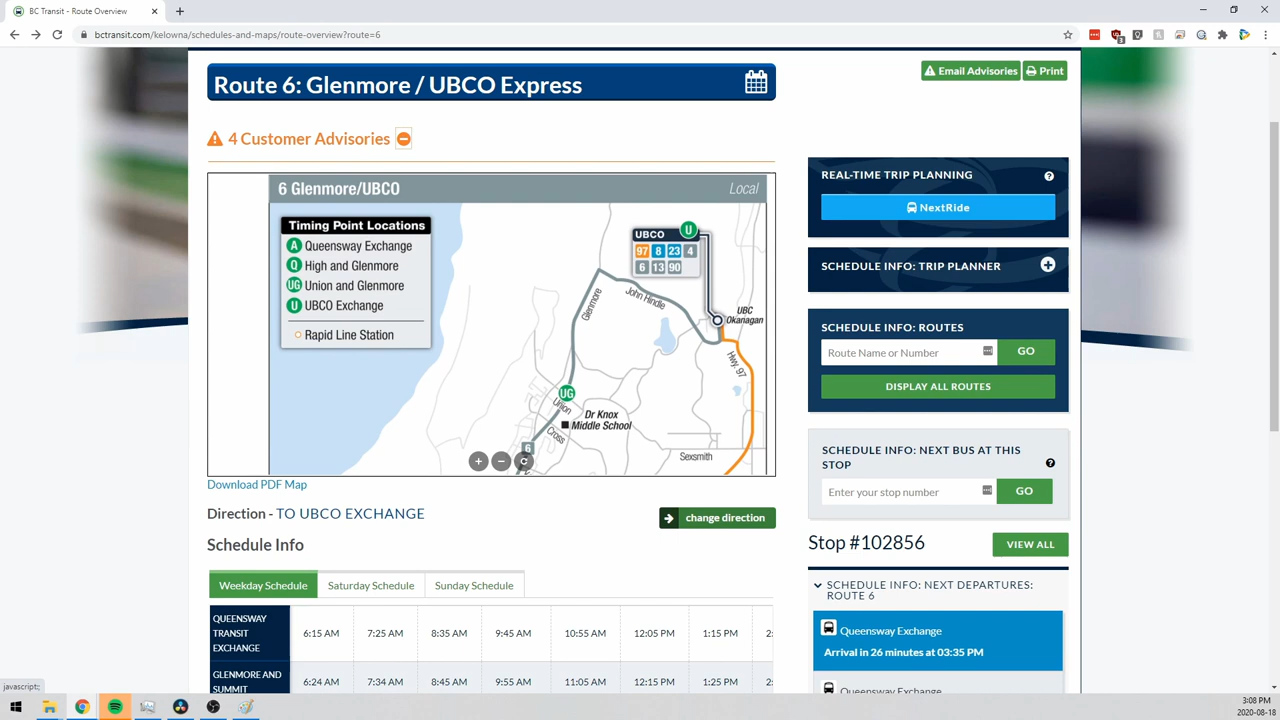 BC Transit - Route Overview
bctransit.com/kelowna/schedules-and-maps/route-overview?route=6
Route 6: Glenmore / UBCO Express
Email Advisories
Print
4 Customer Advisories
6 Glenmore/UBCO
Local
Timing Point Locations
A Queensway Exchange
Q High and Glenmore
UG Union and Glenmore
U UBCO Exchange
Rapid Line Station
UBCO
U
97 8 23 4
6 13 90
Glenmore
John Hindle
UBC
Okanagan
Hwy. 97
UG
Union
Dr Knox
Middle School
Cross
6
Sexsmith
Download PDF Map
Direction - TO UBCO EXCHANGE
change direction
Schedule Info
Weekday Schedule
Saturday Schedule
Sunday Schedule
QUEENSWAY
TRANSIT
EXCHANGE
6:15 AM 7:25 AM 8:35 AM 9:45 AM 10:55 AM 12:05 PM 1:15 PM 2:
GLENMORE AND
SUMMIT
6:24 AM 7:34 AM 8:45 AM 9:55 AM 11:05 AM 12:15 PM 1:25 PM 2:
REAL-TIME TRIP PLANNING
NextRide
SCHEDULE INFO: TRIP PLANNER
SCHEDULE INFO: ROUTES
Route Name or Number
GO
DISPLAY ALL ROUTES
SCHEDULE INFO: NEXT BUS AT THIS
STOP
Enter your stop number
GO
Stop #102856
VIEW ALL
SCHEDULE INFO: NEXT DEPARTURES:
ROUTE 6
Queensway Exchange
Arrival in 26 minutes at 03:35 PM
Queensway Exchange
javascript:;
3:08 PM
2020-08-18